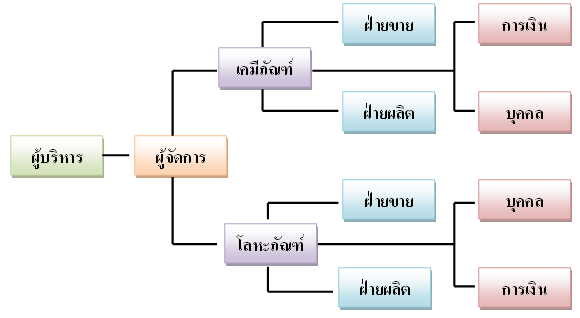 ฝ่ายขาย
การเงิน
เคมีภัณฑ์
ฝ่ายผลิต
บุคคล
ผู้บริหาร
ผู้จัดการ
ฝ่ายขาย
บุคคล
โลหะภัณฑ์
ฝ่ายผลิต
การเงิน